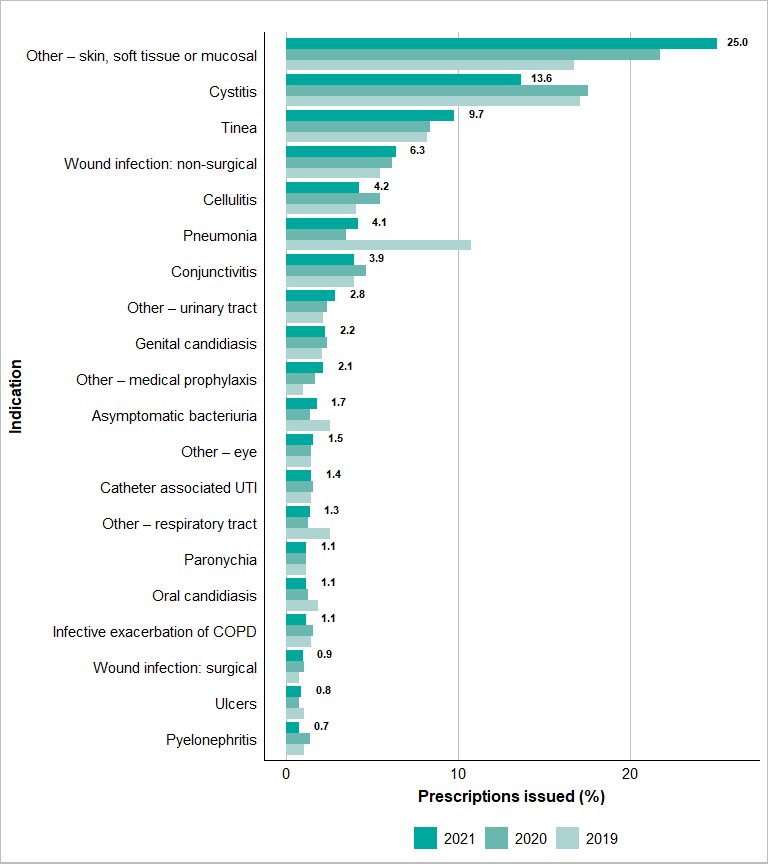 Other – skin, soft tissue or mucosal 25.0
Cystitis 13.6
Tinea 9.7
Wound infection: non-surgical 6.3
Cellulitis 4.2
Pneumonia 4.1
Conjunctivitis 3.9
Other – urinary tract 2.8
Genital candidiasis 2.2
Other – medical prophylaxis 2.1
Asymptomatic bacteriuria 1.7
Other – eye 1.5
Catheter associated UTI 1.4
Other – respiratory tract 1.3
Paronychia 1.1
Oral candidiasis 1.1
Infective exacerbation of COPD 1.1
Wound infection: surgical 0.9
Ulcers 0.8
Pyelonephritis 0.7
Indication
0 10 20
Prescriptions issued (%)
2021 2020 2019